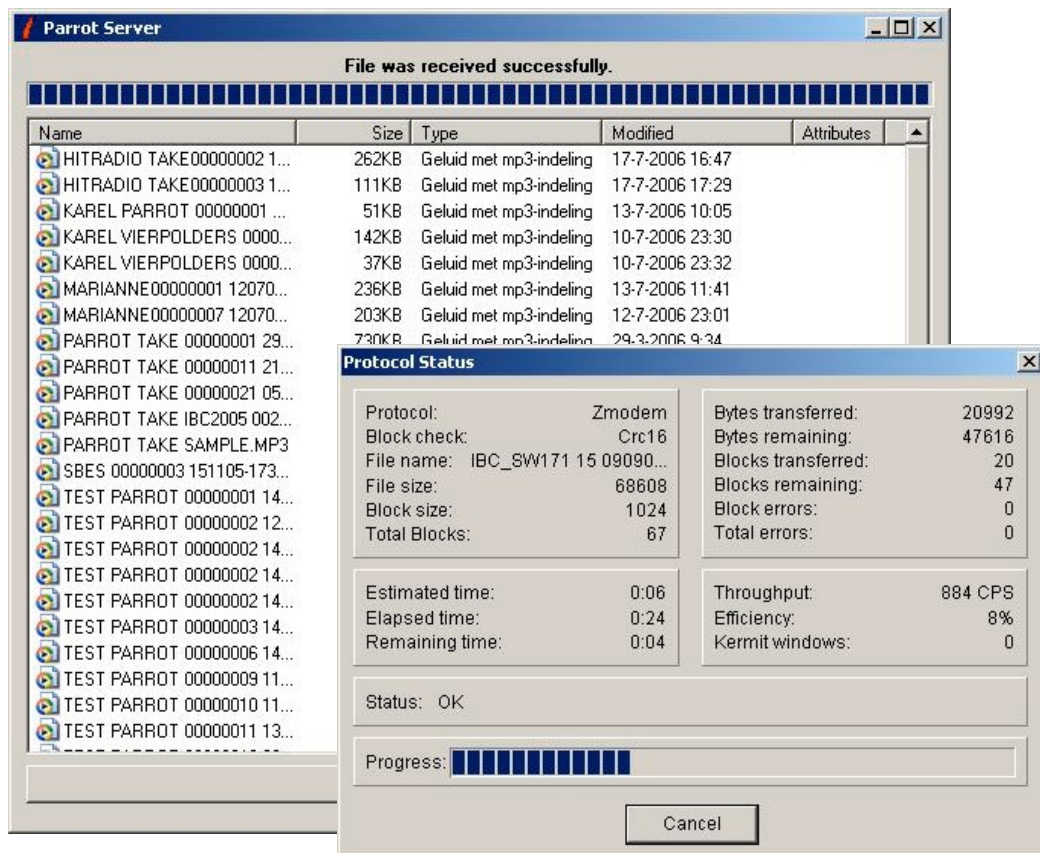 Parrot Server
File was received successfully.
Name Size Type Modified Attributes
HITRADIO TAKE00000002 1... 262KB Geluid met mp3-indeling 17-7-2006 16:47
HITRADIO TAKE00000003 1... 111KB Geluid met mp3-indeling 17-7-2006 17:29
KAREL PARROT 00000001 ... 51KB Geluid met mp3-indeling 13-7-2006 10:05
KAREL VIERPOLDERS 0000... 142KB Geluid met mp3-indeling 10-7-2006 23:30
KAREL VIERPOLDERS 0000... 37KB Geluid met mp3-indeling 10-7-2006 23:32
MARIANNE00000001 12070... 236KB Geluid met mp3-indeling 13-7-2006 11:41
MARIANNE00000007 12070... 203KB Geluid met mp3-indeling 12-7-2006 23:01
PARROT TAKE 00000001 29... 730KB Geluid met mp3-indeling 29-3-2006 9:34
PARROT TAKE 00000011 21...
PARROT TAKE 00000021 05...
PARROT TAKE IBC2005 002...
PARROT TAKE SAMPLE.MP3
SBES 00000003 151105-173...
TEST PARROT 00000001 14...
TEST PARROT 00000002 12...
TEST PARROT 00000002 14...
TEST PARROT 00000002 14...
TEST PARROT 00000002 14...
TEST PARROT 00000003 14...
TEST PARROT 00000006 14...
TEST PARROT 00000009 11...
TEST PARROT 00000010 11...
TEST PARROT 00000011 13...
Protocol Status
Protocol: Zmodem
Block check: Crc16
File name: IBC_SW171 15 09090...
File size: 68608
Block size: 1024
Total Blocks: 67
Bytes transferred: 20992
Bytes remaining: 47616
Blocks transferred: 20
Blocks remaining: 47
Block errors: 0
Total errors: 0
Estimated time: 0:06
Elapsed time: 0:24
Remaining time: 0:04
Throughput: 884 CPS
Efficiency: 8%
Kermit windows: 0
Status: OK
Progress:
Cancel